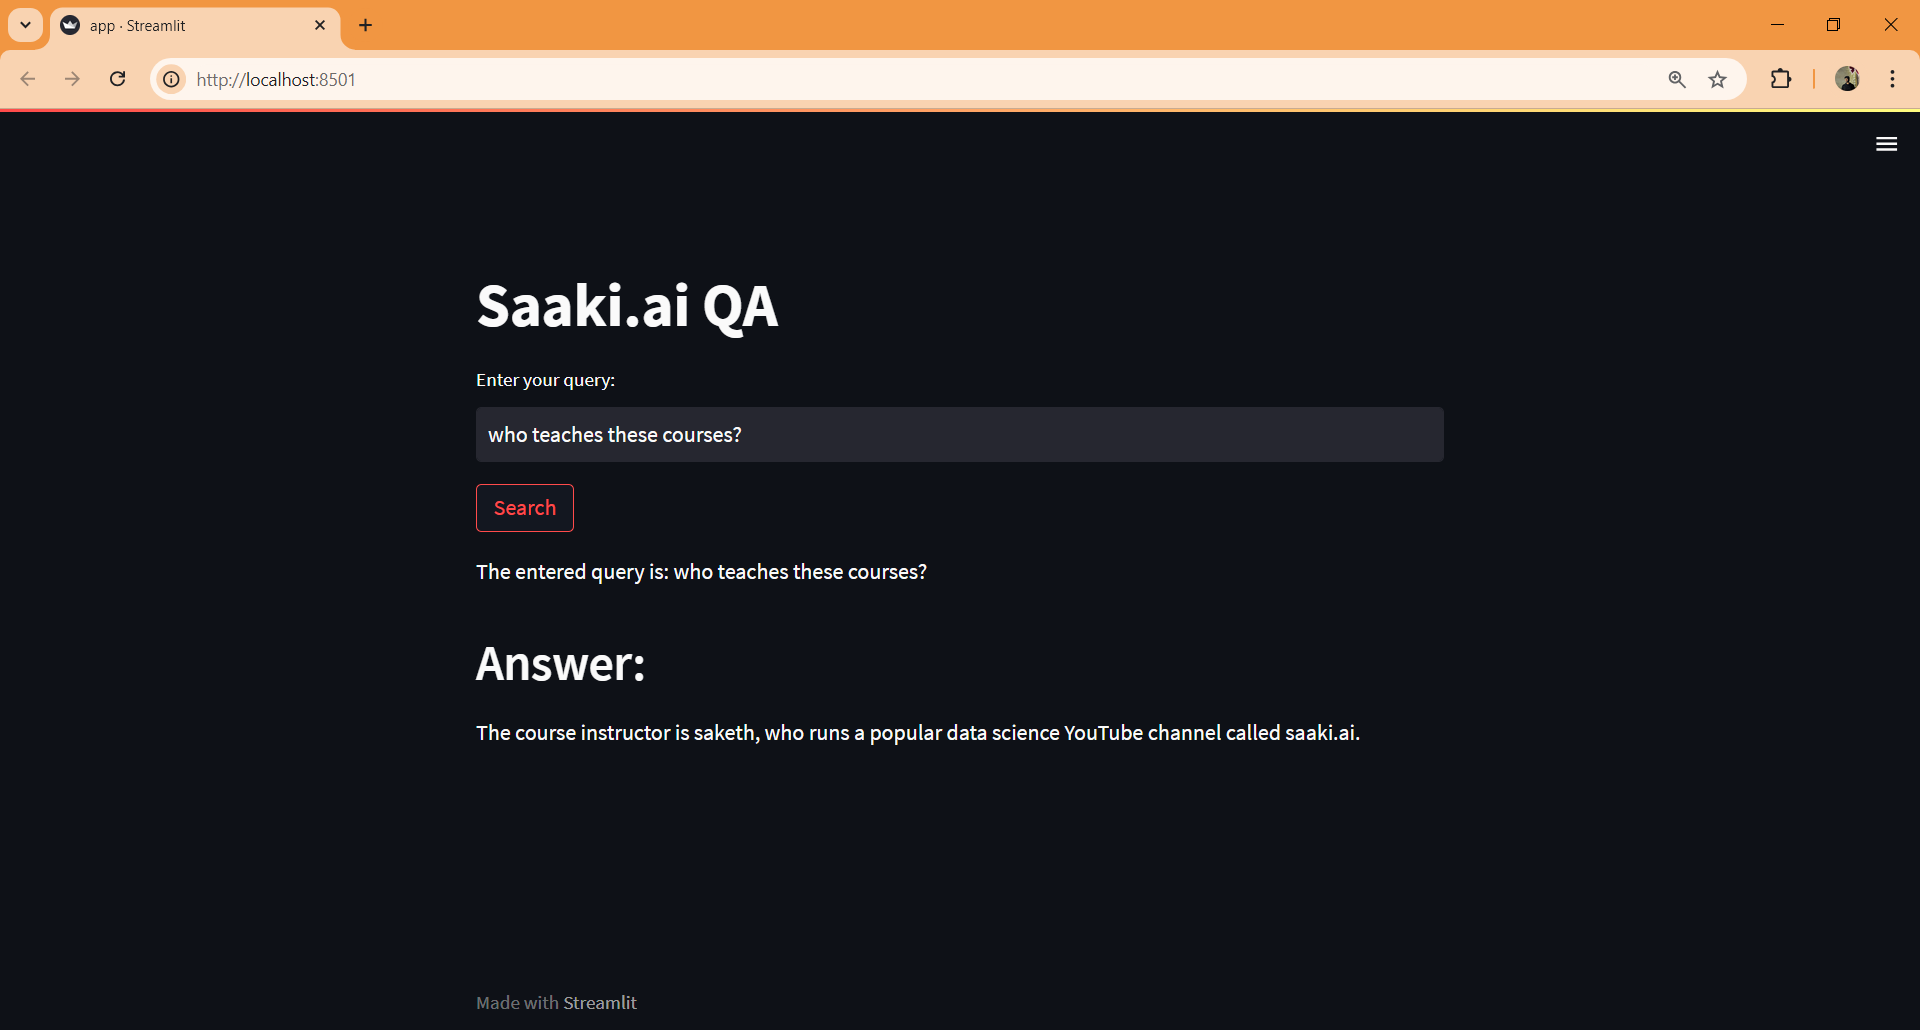 app · Streamlit
http://localhost:8501
Saaki.ai QA
Enter your query:
who teaches these courses?
Search
The entered query is: who teaches these courses?
Answer:
The course instructor is saketh, who runs a popular data science YouTube channel called saaki.ai.
Made with Streamlit